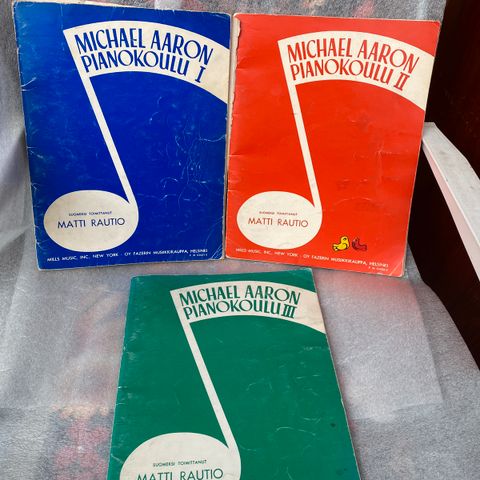 MICHAEL AARON
PIANOKOULU I
SUOMEKSI TOIMITTANUT
MATTI RAUTIO
MILLS MUSIC, INC. NEW YORK - OY FAZERIN MUSIIKKIKAUPPA, HELSINKI
MICHAEL AARON
PIANOKOULU II
SUOMEKSI TOIMITTANUT
MATTI RAUTIO
MILLS MUSIC, INC. NEW YORK - OY FAZERIN MUSIIKKIKAUPPA, HELSINKI
MICHAEL AARON
PIANOKOULU III
SUOMEKSI TOIMITTANUT
MATTI RAUTIO